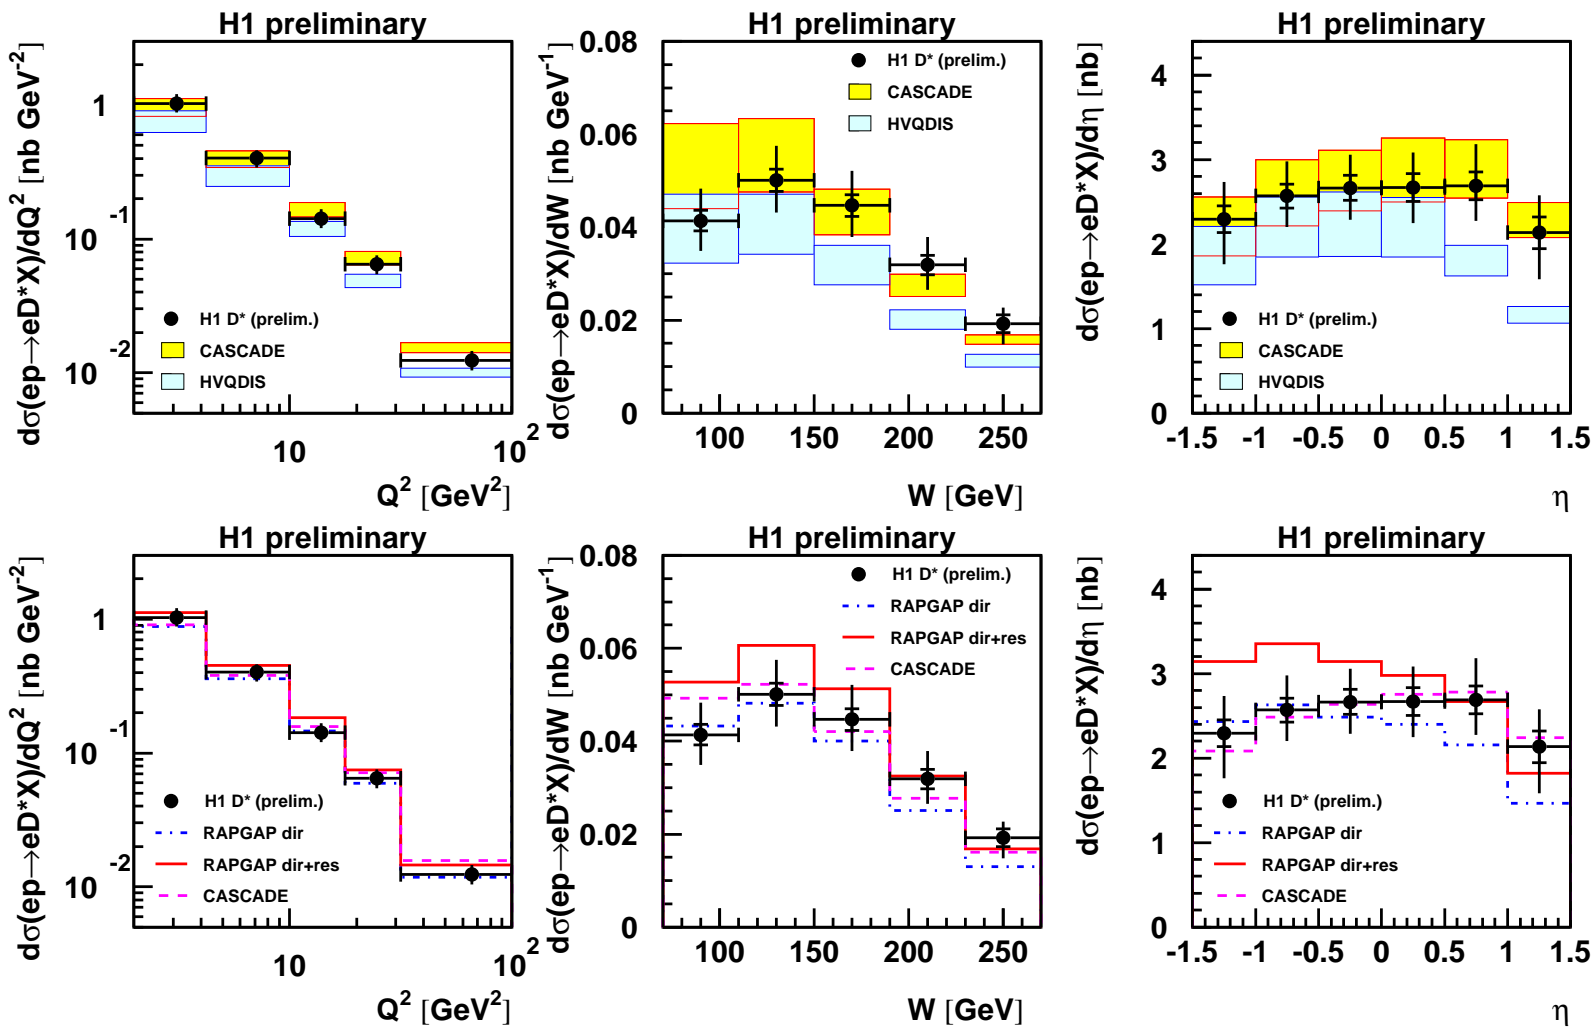 H1 preliminary
dσ(ep→eD*X)/dQ² [nb GeV⁻²]
1
10⁻¹
10⁻²
H1 D* (prelim.)
CASCADE
HVQDIS
10
10²
Q² [GeV²]
H1 preliminary
dσ(ep→eD*X)/dW [nb GeV⁻¹]
0.08
0.06
0.04
0.02
0
H1 D* (prelim.)
CASCADE
HVQDIS
100 150 200 250
W [GeV]
H1 preliminary
dσ(ep→eD*X)/dη [nb]
4
3
2
1
0
H1 D* (prelim.)
CASCADE
HVQDIS
-1.5 -1 -0.5 0 0.5 1 1.5
η
H1 preliminary
dσ(ep→eD*X)/dQ² [nb GeV⁻²]
1
10⁻¹
10⁻²
H1 D* (prelim.)
RAPGAP dir
RAPGAP dir+res
CASCADE
10
10²
Q² [GeV²]
H1 preliminary
dσ(ep→eD*X)/dW [nb GeV⁻¹]
0.08
0.06
0.04
0.02
0
H1 D* (prelim.)
RAPGAP dir
RAPGAP dir+res
CASCADE
100 150 200 250
W [GeV]
H1 preliminary
dσ(ep→eD*X)/dη [nb]
4
3
2
1
0
H1 D* (prelim.)
RAPGAP dir
RAPGAP dir+res
CASCADE
-1.5 -1 -0.5 0 0.5 1 1.5
η